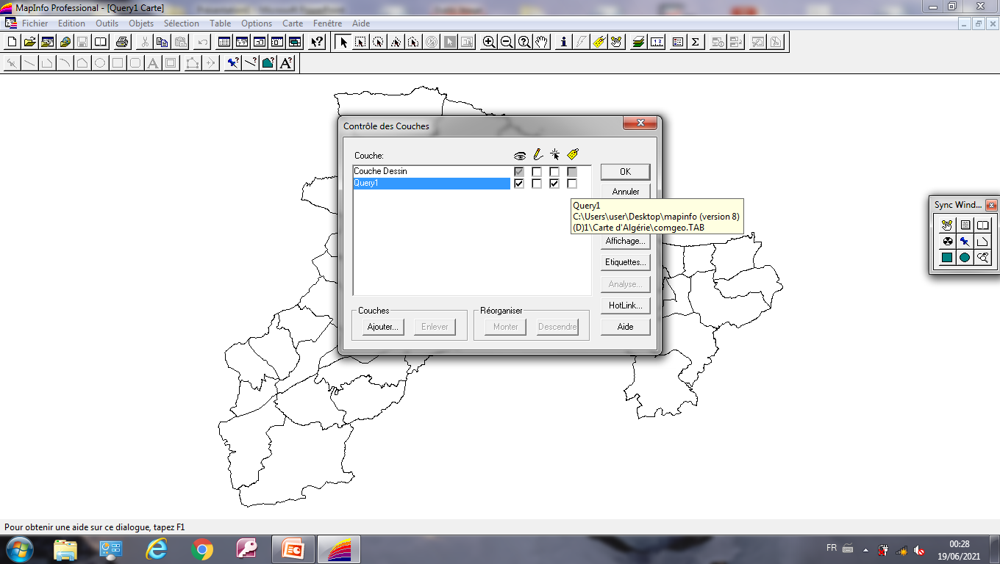 MapInfo Professional - [Query1 Carte]
Fichier Edition Outils Objets Sélection Table Options Carte Fenêtre Aide
Contrôle des Couches
Couche:
Couche Dessin
Query1
OK
Annuler
Query1
C:\Users\user\Desktop\mapinfo (version 8)
(D)1\Carte d'Algérie\comgeo.TAB
Affichage...
Etiquettes...
Analyse...
HotLink...
Aide
Couches
Ajouter...
Enlever
Réorganiser
Monter
Descendre
Sync Wind...
Pour obtenir une aide sur ce dialogue, tapez F1
FR
00:28
19/06/2021